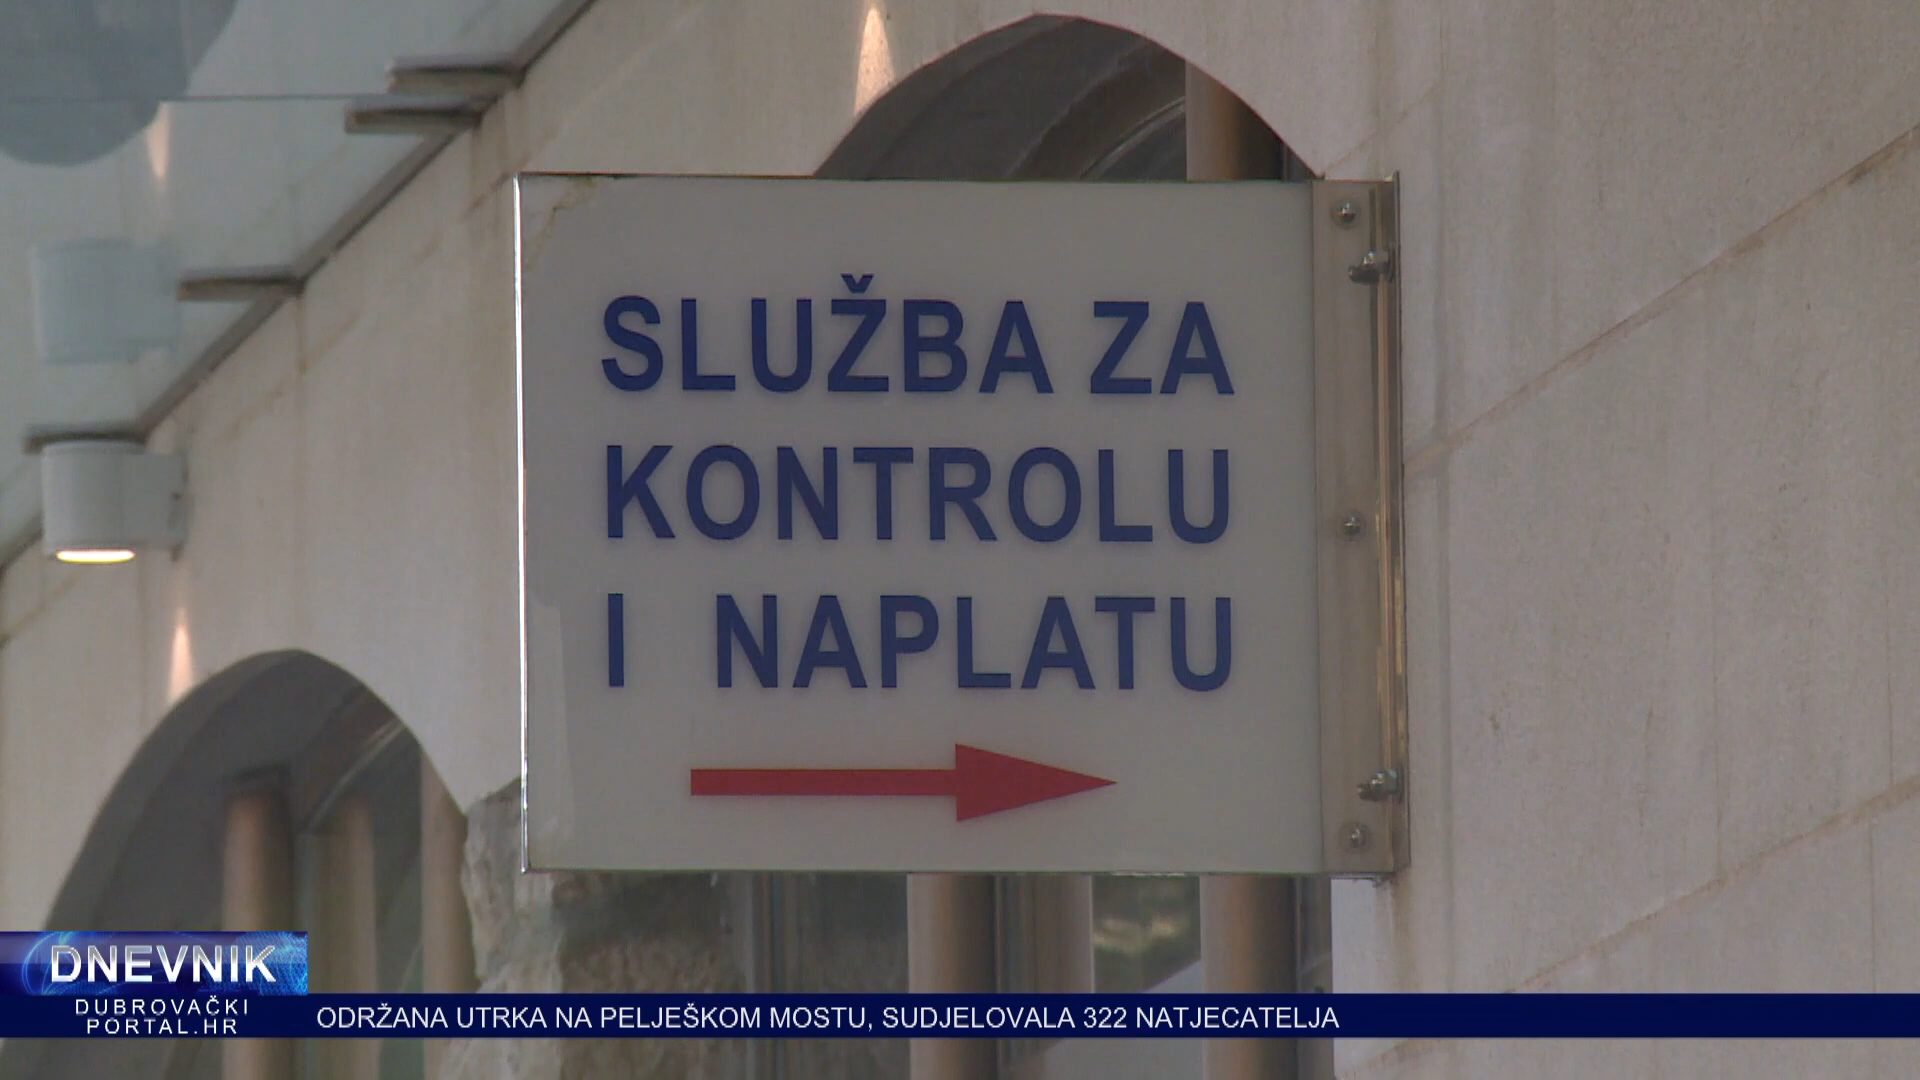 SLUŽBA ZA
KONTROLU
I NAPLATU
DNEVNIK
DUBROVAČKI
PORTAL.HR
ODRŽANA UTRKA NA PELJEŠKOM MOSTU, SUDJELOVALA 322 NATJECATELJA